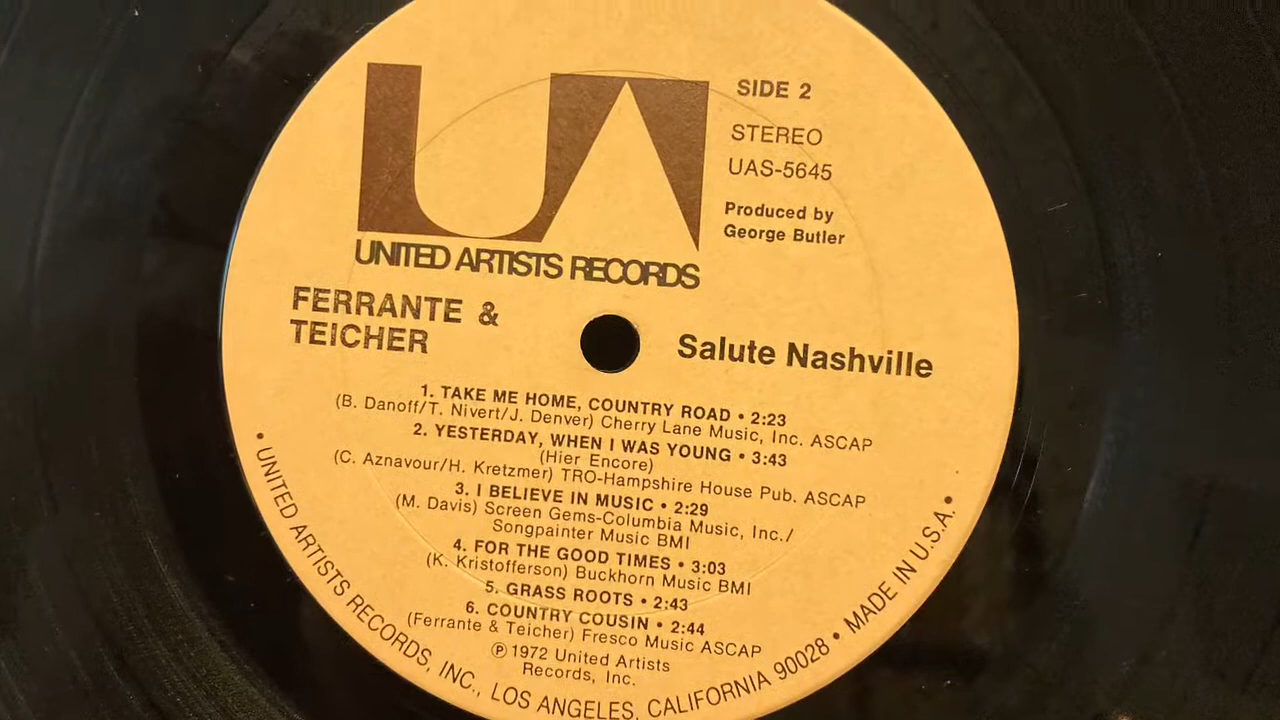 UA
UNITED ARTISTS RECORDS
SIDE 2
STEREO
UAS-5645
Produced by
George Butler
FERRANTE &
TEICHER
Salute Nashville
1. TAKE ME HOME, COUNTRY ROAD • 2:23
(B. Danoff/T. Nivert/J. Denver) Cherry Lane Music, Inc. ASCAP
2. YESTERDAY, WHEN I WAS YOUNG • 3:43
(Hier Encore)
(C. Aznavour/H. Kretzmer) TRO-Hampshire House Pub. ASCAP
3. I BELIEVE IN MUSIC • 2:29
(M. Davis) Screen Gems-Columbia Music, Inc./
Songpainter Music BMI
4. FOR THE GOOD TIMES • 3:03
(K. Kristofferson) Buckhorn Music BMI
5. GRASS ROOTS • 2:43
6. COUNTRY COUSIN • 2:44
(Ferrante & Teicher) Fresco Music ASCAP
℗ 1972 United Artists
Records, Inc.
• UNITED ARTISTS RECORDS, INC., LOS ANGELES, CALIFORNIA 90028 • MADE IN U.S.A. •